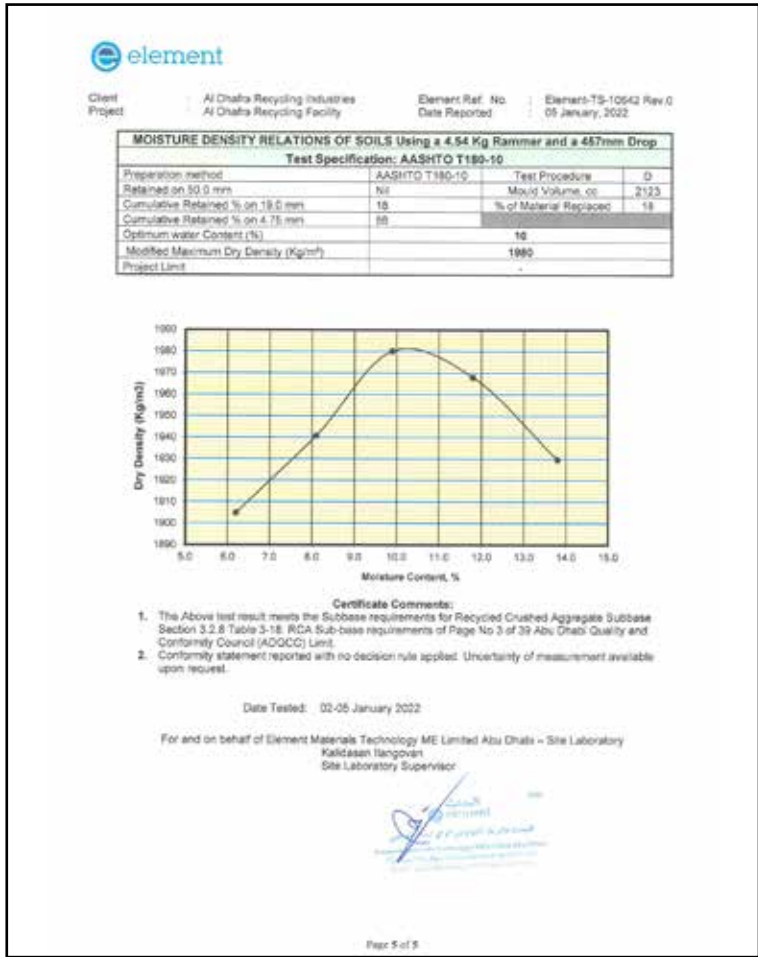 element
Client : Al Dhafra Recycling Industries Element Ref. No. : Element-TS-10642 Rev.0
Project : Al Dhafra Recycling Facility Date Reported : 05 January, 2022
MOISTURE DENSITY RELATIONS OF SOILS Using a 4.54 Kg Rammer and a 457mm Drop
Test Specification: AASHTO T180-10
Preparation method AASHTO T180-10 Test Procedure D
Retained on 50.0 mm Nil Mould Volume, cc 2123
Cumulative Retained % on 19.0 mm 18 % of Material Replaced 18
Cumulative Retained % on 4.75 mm
Optimum water Content (%) 10
Modified Maximum Dry Density (Kg/m³) 1980
Project Limit -
1990
1980
1970
1960
1950
1940
1930
1920
1910
1900
1890
Dry Density (Kg/m3)
5.0 6.0 7.0 8.0 9.0 10.0 11.0 12.0 13.0 14.0 15.0
Moisture Content, %
Certificate Comments:
1. The Above test result meets the Subbase requirements for Recycled Crushed Aggregate Subbase
Section 3.2.8 Table 3-18. RCA Sub-base requirements of Page No 3 of 39 Abu Dhabi Quality and
Conformity Council (ADQCC) Limit.
2. Conformity statement reported with no decision rule applied. Uncertainty of measurement available
upon request.
Date Tested: 02-05 January 2022
For and on behalf of Element Materials Technology ME Limited Abu Dhabi – Site Laboratory
Kalidasan Ilangovan
Site Laboratory Supervisor
element
Page 5 of 5